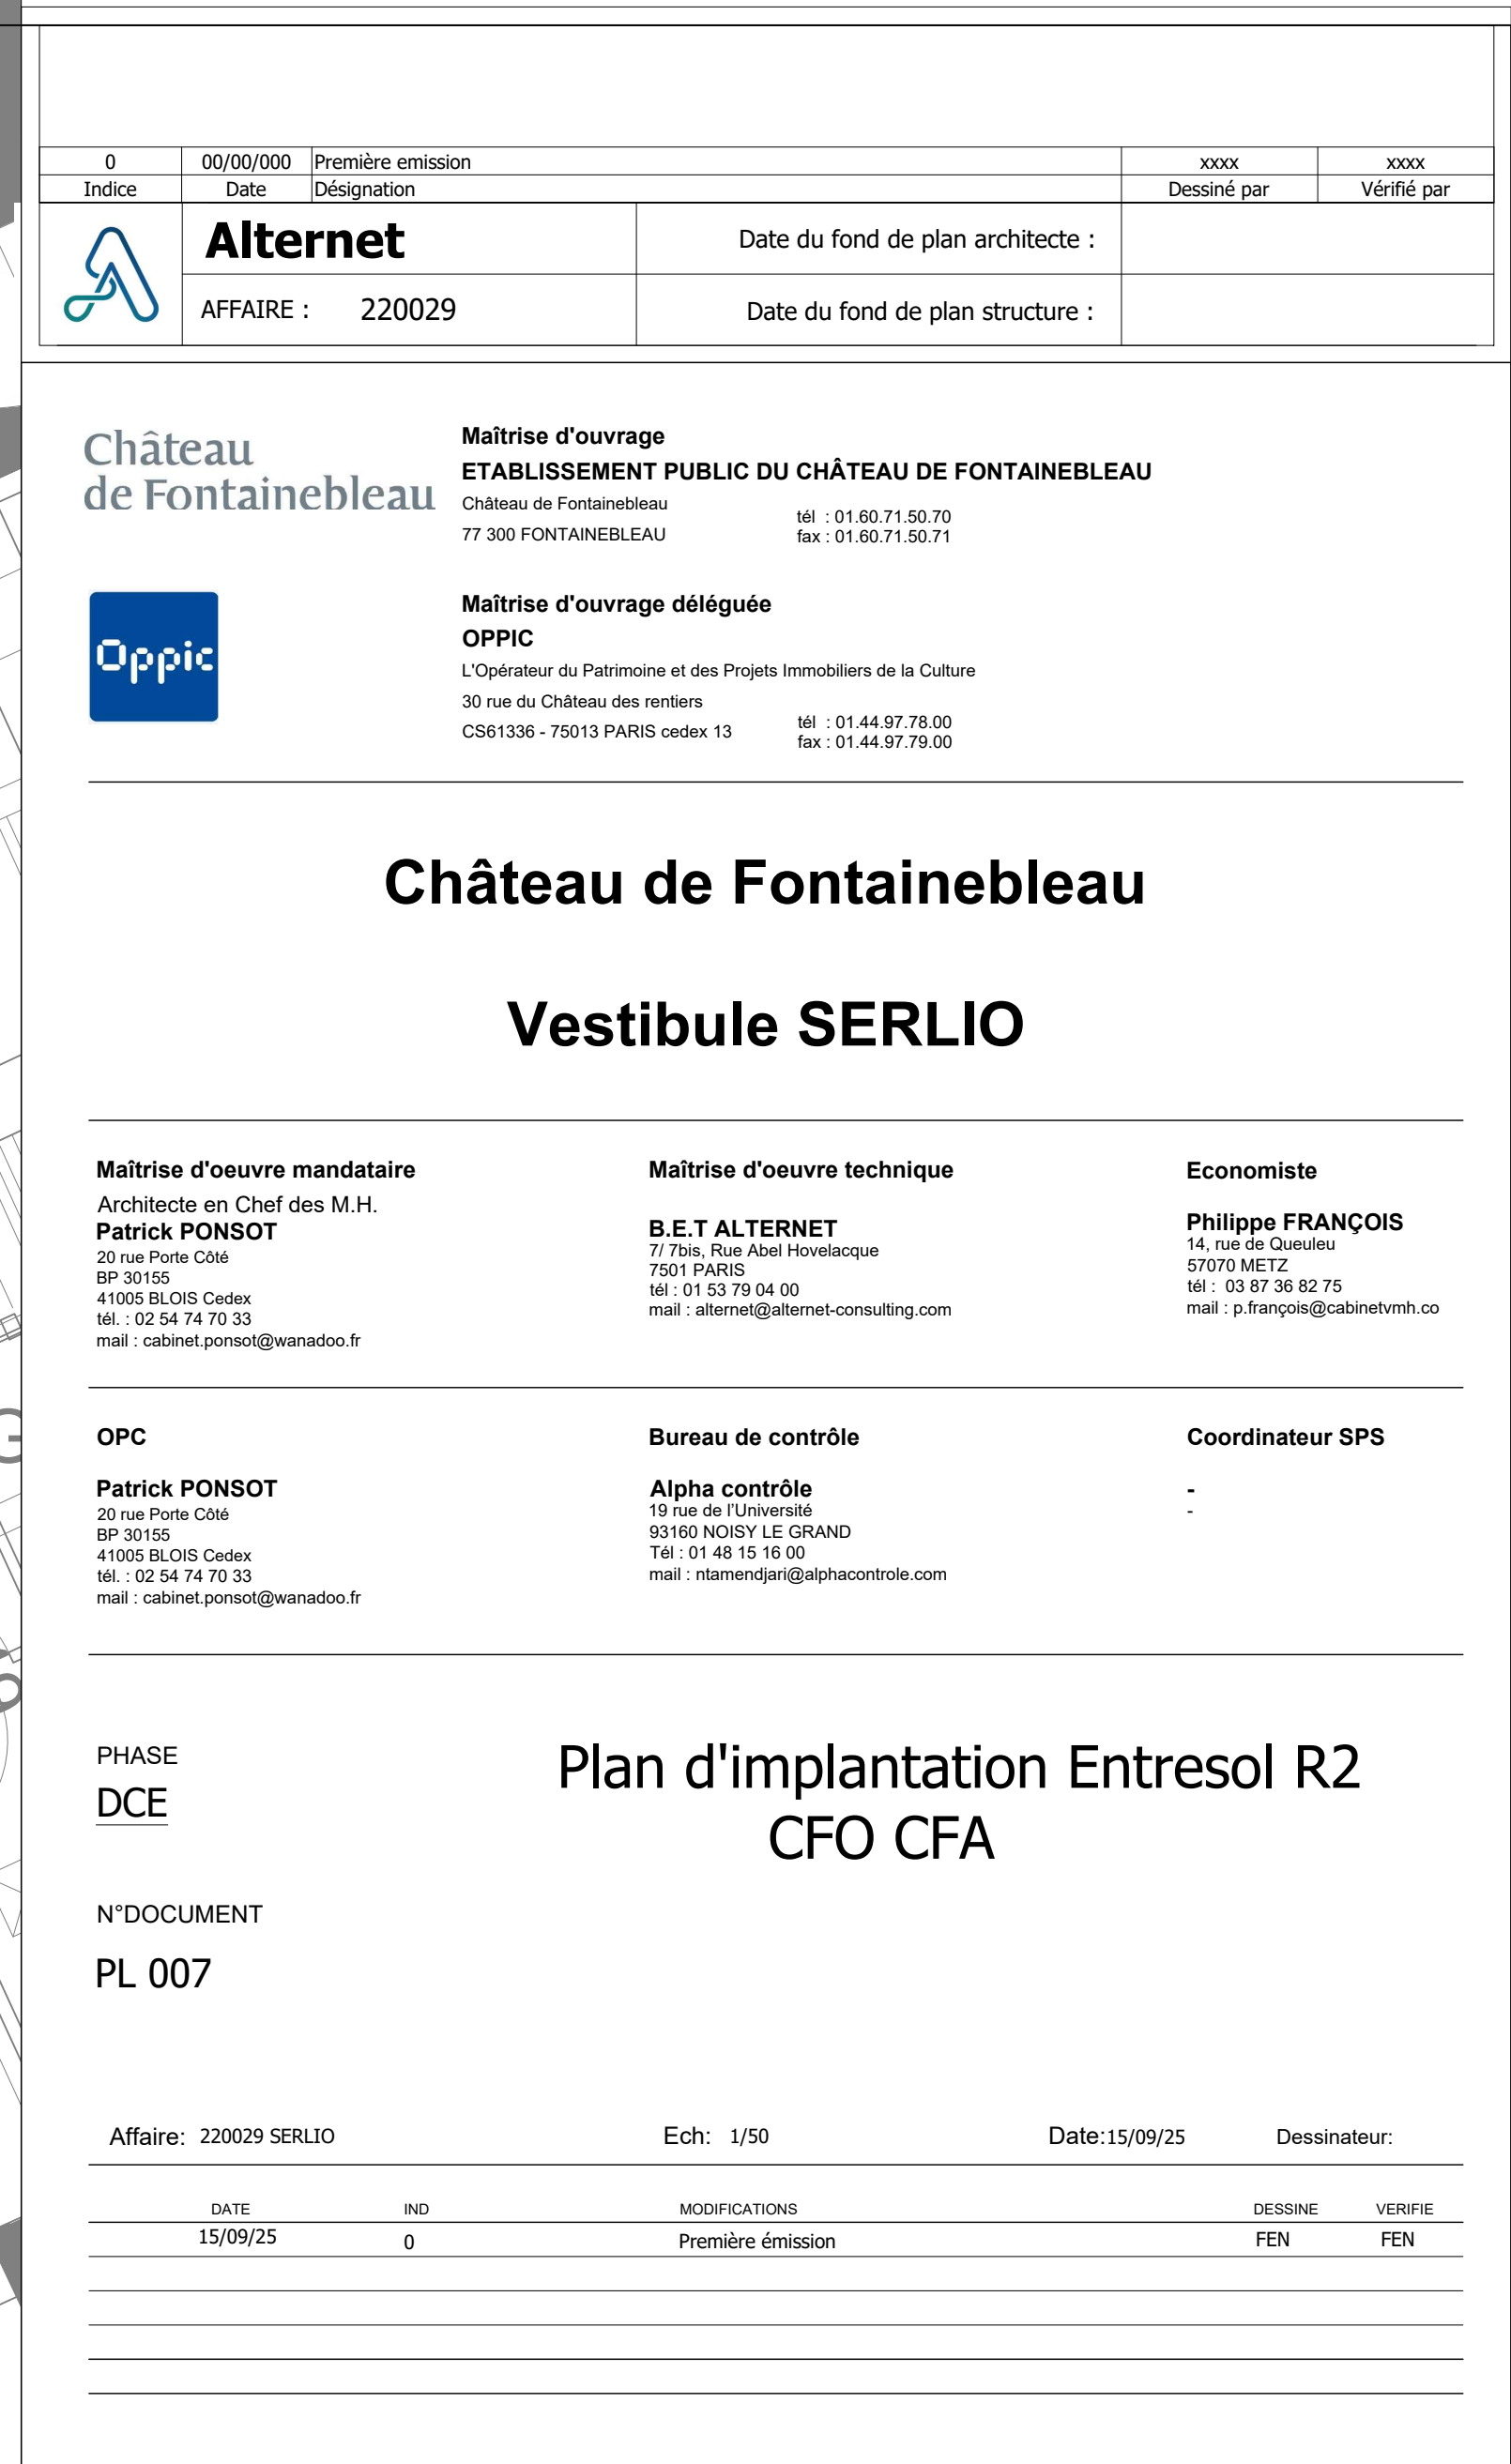 0 00/00/000 Première emission xxxx xxxx
Indice Date Désignation Dessiné par Vérifié par
Alternet Date du fond de plan architecte :
AFFAIRE : 220029 Date du fond de plan structure :
Château
de Fontainebleau
Maîtrise d'ouvrage
ETABLISSEMENT PUBLIC DU CHÂTEAU DE FONTAINEBLEAU
Château de Fontainebleau
77 300 FONTAINEBLEAU
tél : 01.60.71.50.70
fax : 01.60.71.50.71
Oppic
Maîtrise d'ouvrage déléguée
OPPIC
L'Opérateur du Patrimoine et des Projets Immobiliers de la Culture
30 rue du Château des rentiers
CS61336 - 75013 PARIS cedex 13
tél : 01.44.97.78.00
fax : 01.44.97.79.00
Château de Fontainebleau
Vestibule SERLIO
Maîtrise d'oeuvre mandataire
Architecte en Chef des M.H.
Patrick PONSOT
20 rue Porte Côté
BP 30155
41005 BLOIS Cedex
tél. : 02 54 74 70 33
mail : cabinet.ponsot@wanadoo.fr
Maîtrise d'oeuvre technique
B.E.T ALTERNET
7/ 7bis, Rue Abel Hovelacque
7501 PARIS
tél : 01 53 79 04 00
mail : alternet@alternet-consulting.com
Economiste
Philippe FRANÇOIS
14, rue de Queuleu
57070 METZ
tél : 03 87 36 82 75
mail : p.françois@cabinetvmh.co
OPC
Patrick PONSOT
20 rue Porte Côté
BP 30155
41005 BLOIS Cedex
tél. : 02 54 74 70 33
mail : cabinet.ponsot@wanadoo.fr
Bureau de contrôle
Alpha contrôle
19 rue de l'Université
93160 NOISY LE GRAND
Tél : 01 48 15 16 00
mail : ntamendjari@alphacontrole.com
Coordinateur SPS
-
-
PHASE
DCE
Plan d'implantation Entresol R2
CFO CFA
N°DOCUMENT
PL 007
Affaire: 220029 SERLIO Ech: 1/50 Date:15/09/25 Dessinateur:
DATE IND MODIFICATIONS DESSINE VERIFIE
15/09/25 0 Première émission FEN FEN